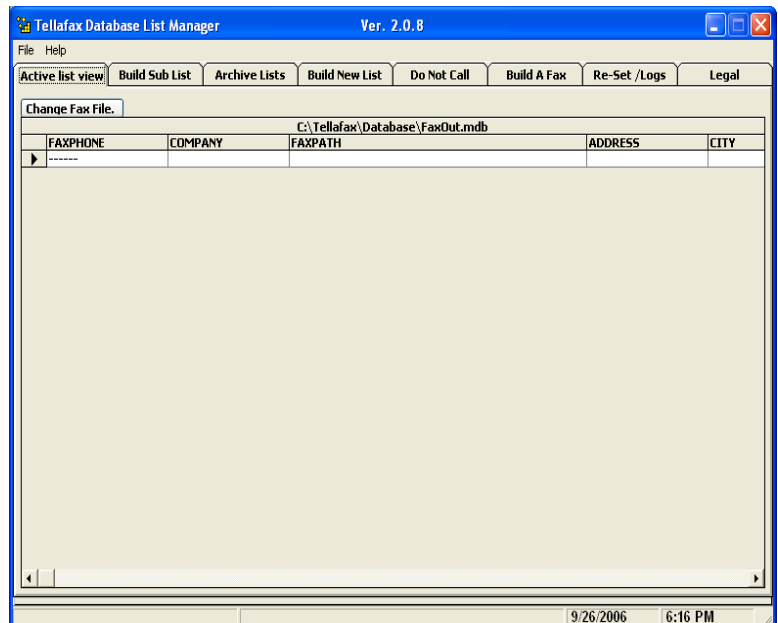 Tellafax Database List Manager Ver. 2.0.8
File Help
Active list view Build Sub List Archive Lists Build New List Do Not Call Build A Fax Re-Set /Logs Legal
Change Fax File.
C:\Tellafax\Database\FaxOut.mdb
FAXPHONE COMPANY FAXPATH ADDRESS CITY
------
9/26/2006 6:16 PM